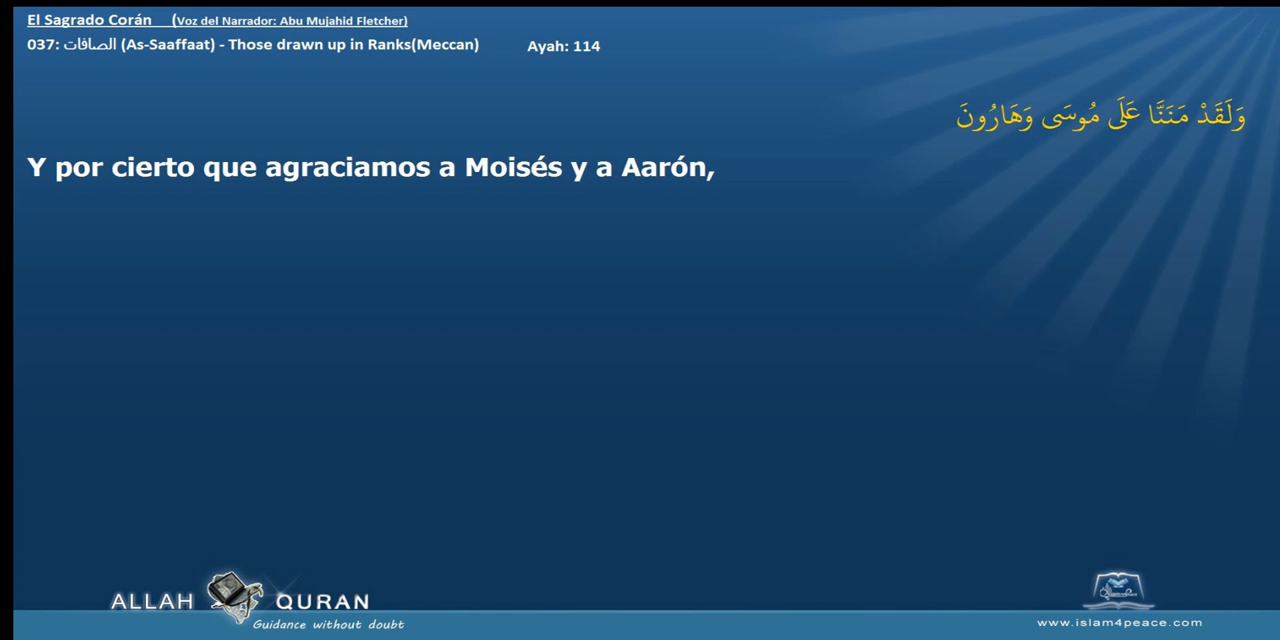 El Sagrado Corán (Voz del Narrador: Abu Mujahid Fletcher)
037: الصافات (As-Saaffaat) - Those drawn up in Ranks(Meccan) Ayah: 114
وَلَقَدْ مَنَنَّا عَلَى مُوسَى وَهَارُونَ
Y por cierto que agraciamos a Moisés y a Aarón,
ALLAH QURAN
Guidance without doubt
www.islam4peace.com